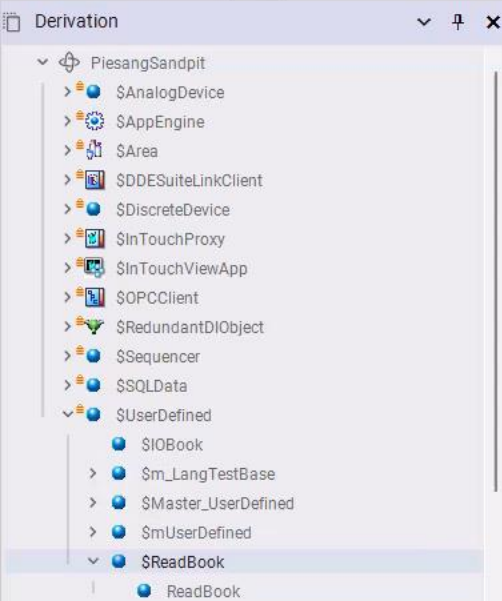 Derivation
PiesangSandpit
$AnalogDevice
$AppEngine
$Area
$DDESuiteLinkClient
$DiscreteDevice
$InTouchProxy
$InTouchViewApp
$OPCClient
$RedundantDIObject
$Sequencer
$SQLData
$UserDefined
$IOBook
$m_LangTestBase
$Master_UserDefined
$mUserDefined
$ReadBook
ReadBook